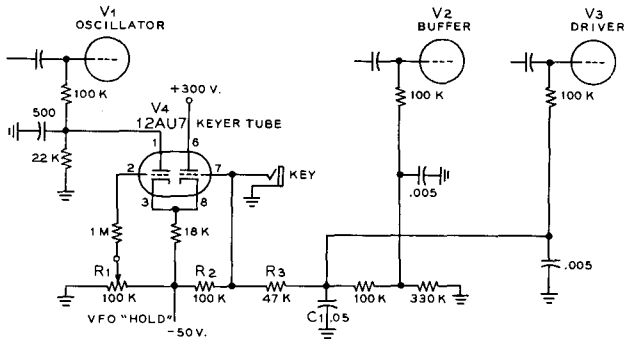 V1
OSCILLATOR
V2
BUFFER
V3
DRIVER
100 K
+300 V.
100 K
100 K
500
V4
12AU7 KEYER TUBE
22 K
1
6
2
7
3
8
KEY
.005
1 M
18 K
R1
100 K
R2
100 K
R3
47 K
.005
100 K
330 K
C1 .05
VFO "HOLD"
-50 V.